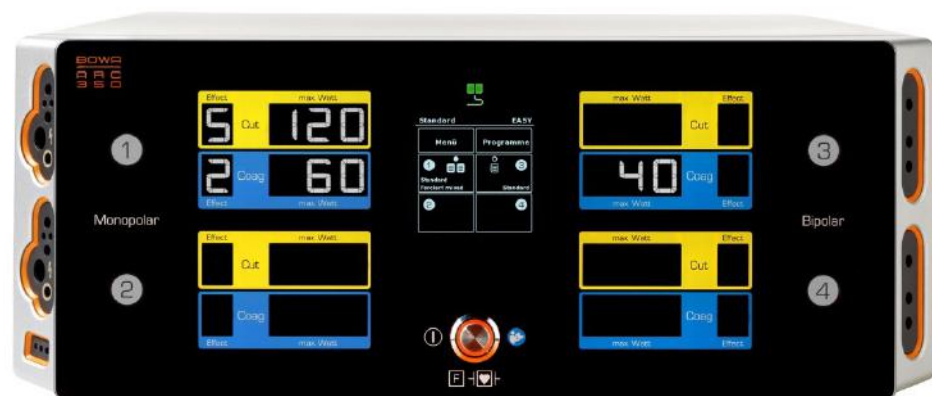 BOWA
ARC
350
Effect max. Watt
5 Cut 120
2 Coag 60
Effect max. Watt
1
Monopolar
Effect max. Watt
Cut
Coag
Effect max. Watt
2
Standard EASY
Menü Programme
1 3
Standard
Forciert mixed Standard
2 4
max. Watt Effect
Cut
40 Coag
max. Watt Effect
3
Bipolar
max. Watt Effect
Cut
Coag
max. Watt Effect
4
F